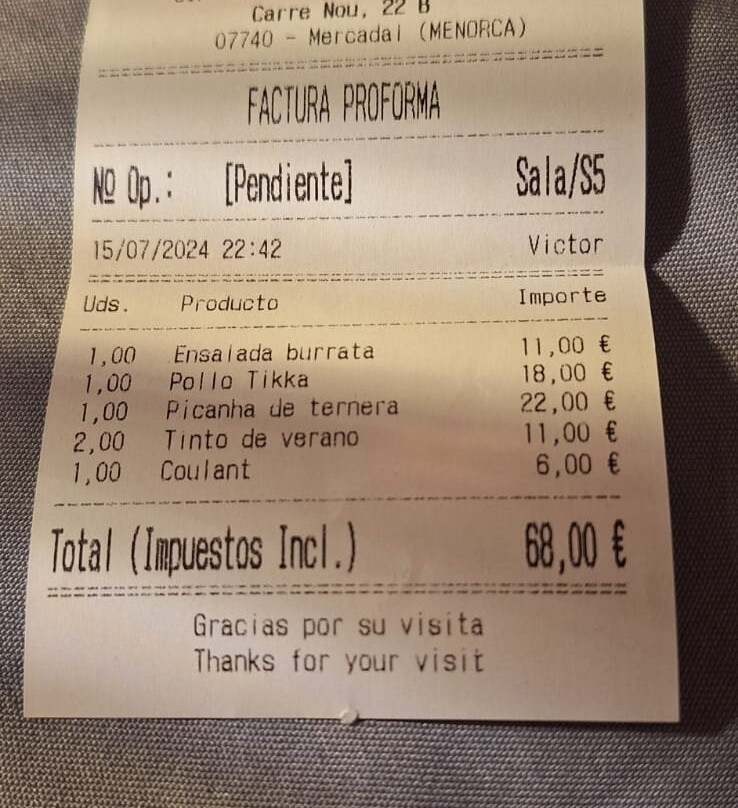 Carre Nou, 22 B
07740 - Mercadal (MENORCA)
FACTURA PROFORMA
Nº Op.: [Pendiente] Sala/S5
15/07/2024 22:42 Victor
Uds. Producto Importe
1,00 Ensalada burrata 11,00 €
1,00 Pollo Tikka 18,00 €
1,00 Picanha de ternera 22,00 €
2,00 Tinto de verano 11,00 €
1,00 Coulant 6,00 €
Total (Impuestos Incl.) 68,00 €
Gracias por su visita
Thanks for your visit